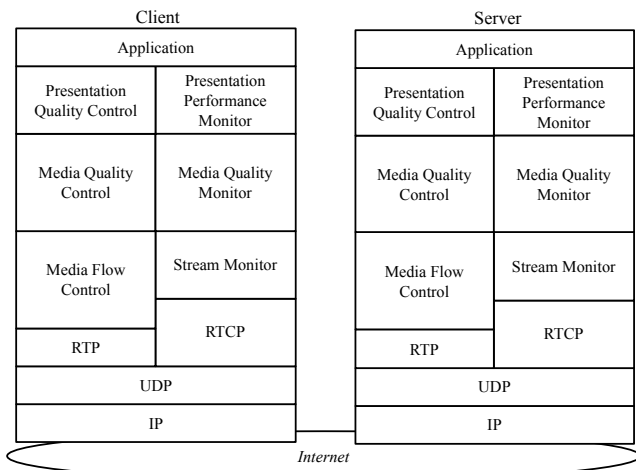 Client
Application
Presentation
Quality Control
Presentation
Performance
Monitor
Media Quality
Control
Media Quality
Monitor
Media Flow
Control
Stream Monitor
RTP
RTCP
UDP
IP
Server
Application
Presentation
Quality Control
Presentation
Performance
Monitor
Media Quality
Control
Media Quality
Monitor
Media Flow
Control
Stream Monitor
RTP
RTCP
UDP
IP
Internet